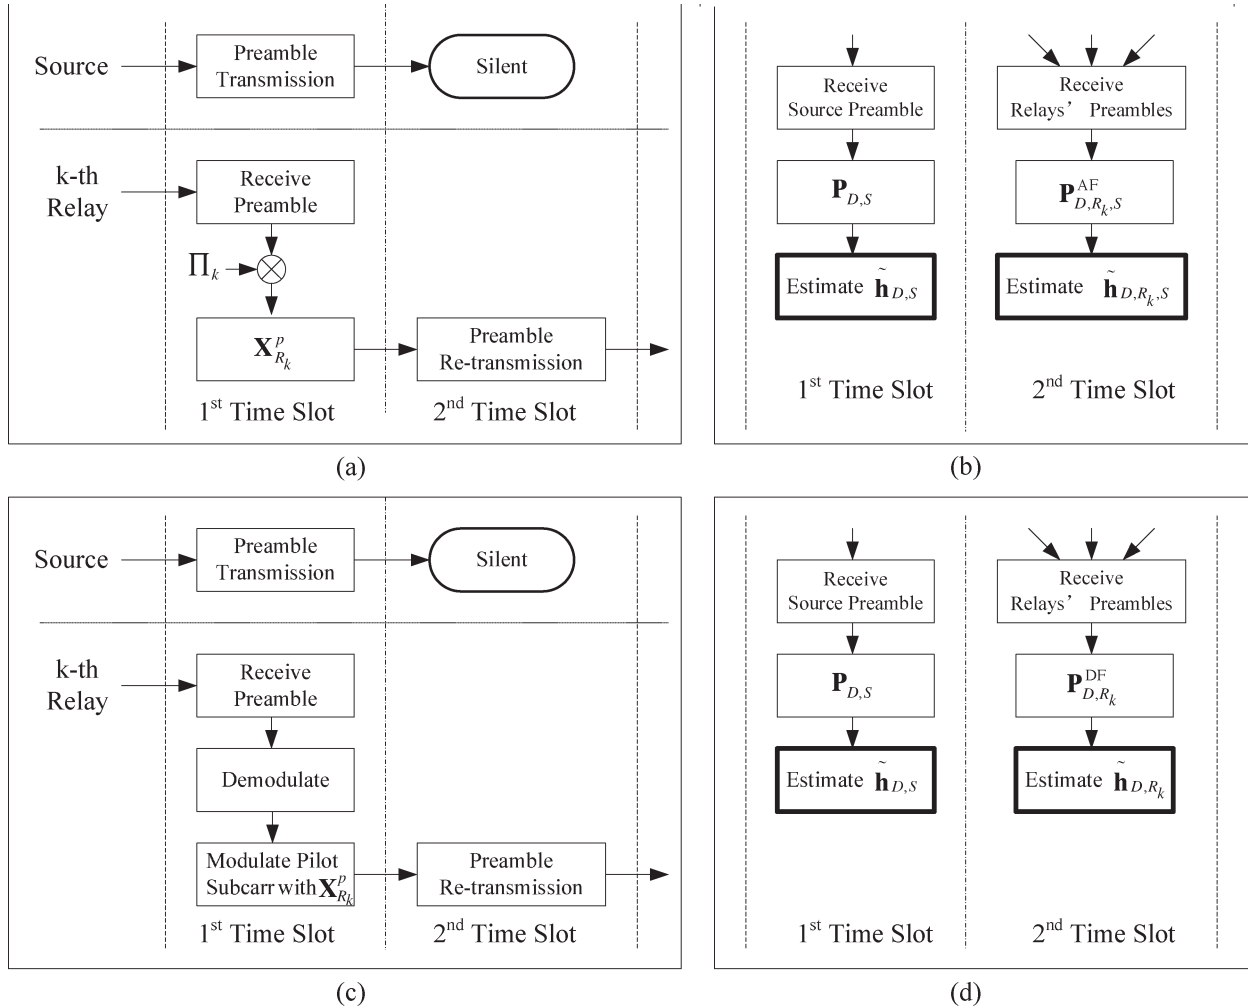 Source
Preamble
Transmission
Silent
k-th
Relay
Receive
Preamble
∏k
X^p_{R_k}
Preamble
Re-transmission
1st Time Slot
2nd Time Slot
(a)
Receive
Source Preamble
Receive
Relays' Preambles
P_{D,S}
P^{AF}_{D,R_k,S}
Estimate h̃_{D,S}
Estimate h̃_{D,R_k,S}
1st Time Slot
2nd Time Slot
(b)
Source
Preamble
Transmission
Silent
k-th
Relay
Receive
Preamble
Demodulate
Modulate Pilot
Subcarr with X^p_{R_k}
Preamble
Re-transmission
1st Time Slot
2nd Time Slot
(c)
Receive
Source Preamble
Receive
Relays' Preambles
P_{D,S}
P^{DF}_{D,R_k}
Estimate h̃_{D,S}
Estimate h̃_{D,R_k}
1st Time Slot
2nd Time Slot
(d)